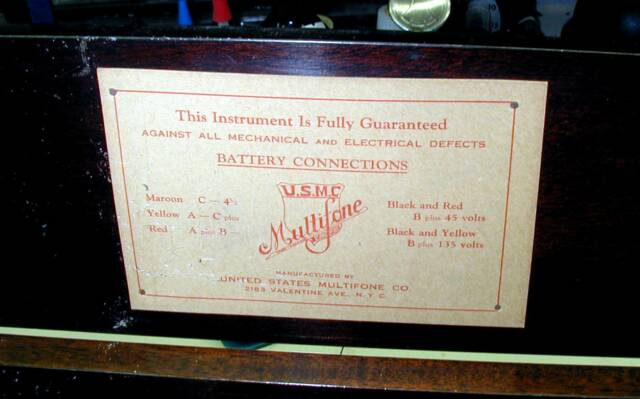 This Instrument Is Fully Guaranteed
AGAINST ALL MECHANICAL AND ELECTRICAL DEFECTS
BATTERY CONNECTIONS
Maroon C — 4½
Yellow A — C plus
Red A plus B —
U.S.M.C
Multifone
Black and Red
B plus 45 volts
Black and Yellow
B plus 135 volts
MANUFACTURED BY
UNITED STATES MULTIFONE CO.
2163 VALENTINE AVE. N.Y.C.